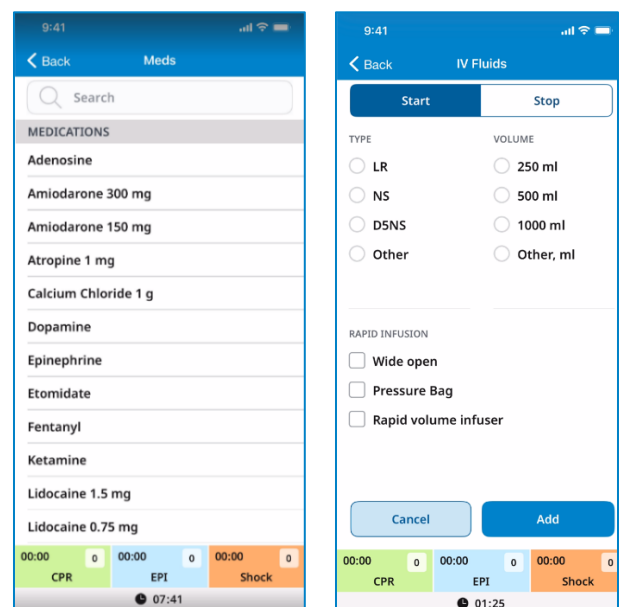 9:41
Back Meds
Search
MEDICATIONS
Adenosine
Amiodarone 300 mg
Amiodarone 150 mg
Atropine 1 mg
Calcium Chloride 1 g
Dopamine
Epinephrine
Etomidate
Fentanyl
Ketamine
Lidocaine 1.5 mg
Lidocaine 0.75 mg
00:00 0 00:00 0 00:00 0
CPR EPI Shock
07:41
9:41
Back IV Fluids
Start Stop
TYPE VOLUME
LR 250 ml
NS 500 ml
D5NS 1000 ml
Other Other, ml
RAPID INFUSION
Wide open
Pressure Bag
Rapid volume infuser
Cancel Add
00:00 0 00:00 0 00:00 0
CPR EPI Shock
01:25